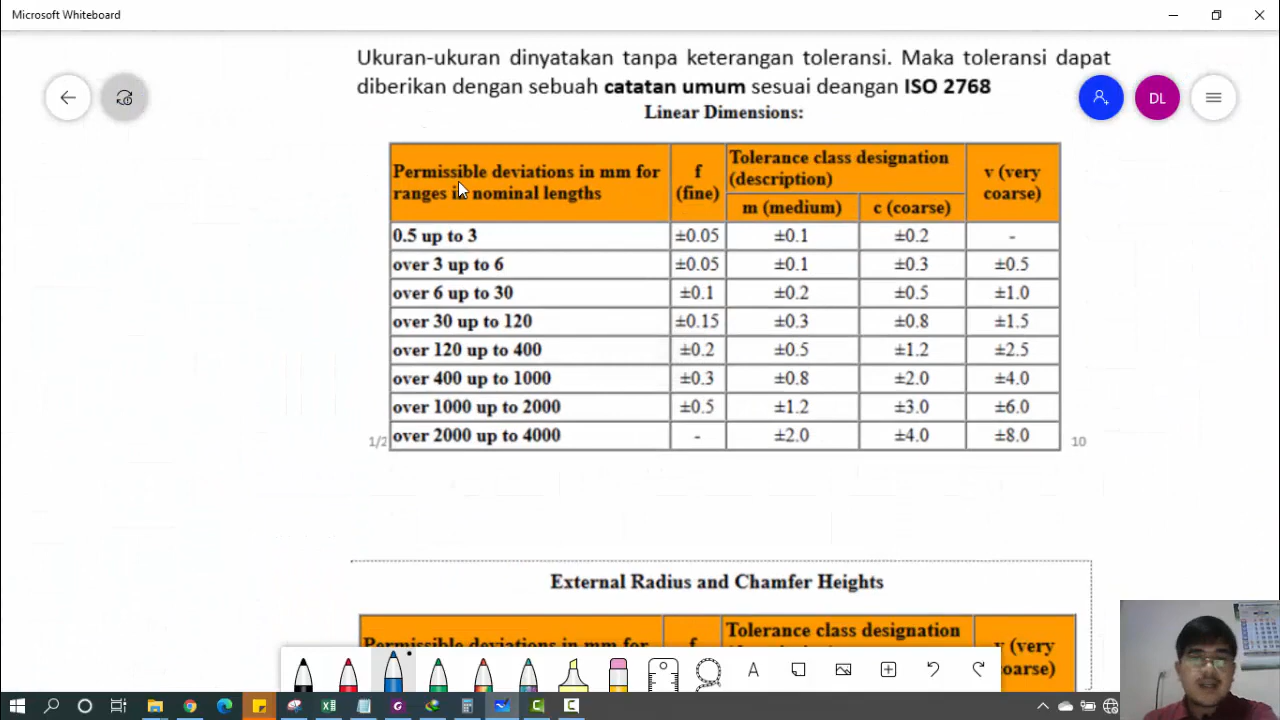 Microsoft Whiteboard
Ukuran-ukuran dinyatakan tanpa keterangan toleransi. Maka toleransi dapat
diberikan dengan sebuah catatan umum sesuai deangan ISO 2768
DL
Linear Dimensions:
Permissible deviations in mm for
ranges in nominal lengths
f
(fine)
Tolerance class designation
(description)
v (very
coarse)
m (medium) c (coarse)
0.5 up to 3 ±0.05 ±0.1 ±0.2 -
over 3 up to 6 ±0.05 ±0.1 ±0.3 ±0.5
over 6 up to 30 ±0.1 ±0.2 ±0.5 ±1.0
over 30 up to 120 ±0.15 ±0.3 ±0.8 ±1.5
over 120 up to 400 ±0.2 ±0.5 ±1.2 ±2.5
over 400 up to 1000 ±0.3 ±0.8 ±2.0 ±4.0
over 1000 up to 2000 ±0.5 ±1.2 ±3.0 ±6.0
over 2000 up to 4000 - ±2.0 ±4.0 ±8.0
1/2 10
External Radius and Chamfer Heights
Permissible deviations in mm for
f
Tolerance class designation
v (very
coarse)
A